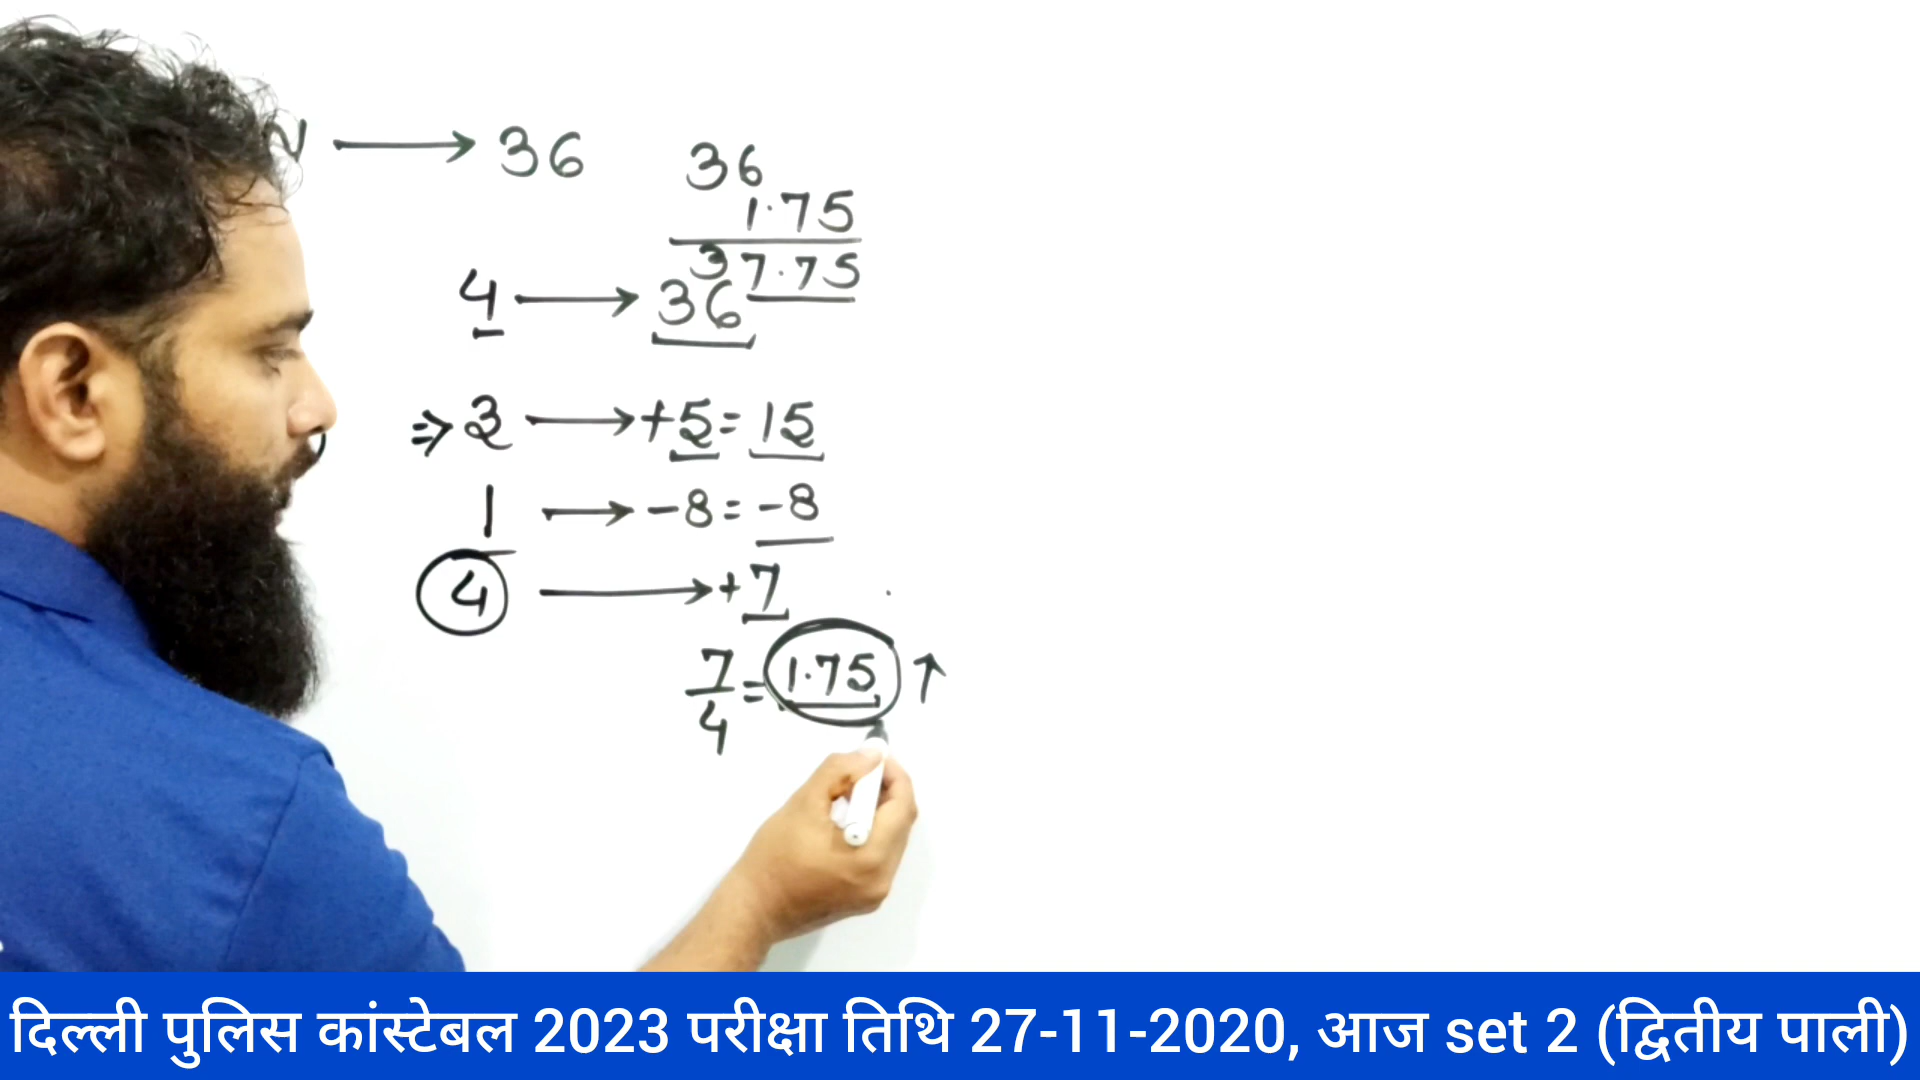 N → 36
36
1.75
37.75
4 → 36
⇒ 3 → +5 = 15
1 → -8 = -8
4 → +7
7/4 = 1.75 ↑
दिल्ली पुलिस कांस्टेबल 2023 परीक्षा तिथि 27-11-2020, आज set 2 (द्वितीय पाली)